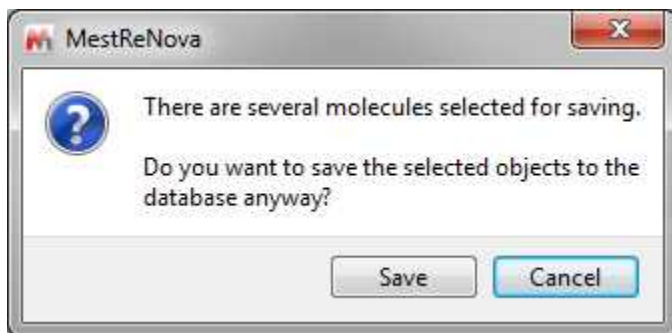 MestReNova
There are several molecules selected for saving.
Do you want to save the selected objects to the
database anyway?
Save
Cancel